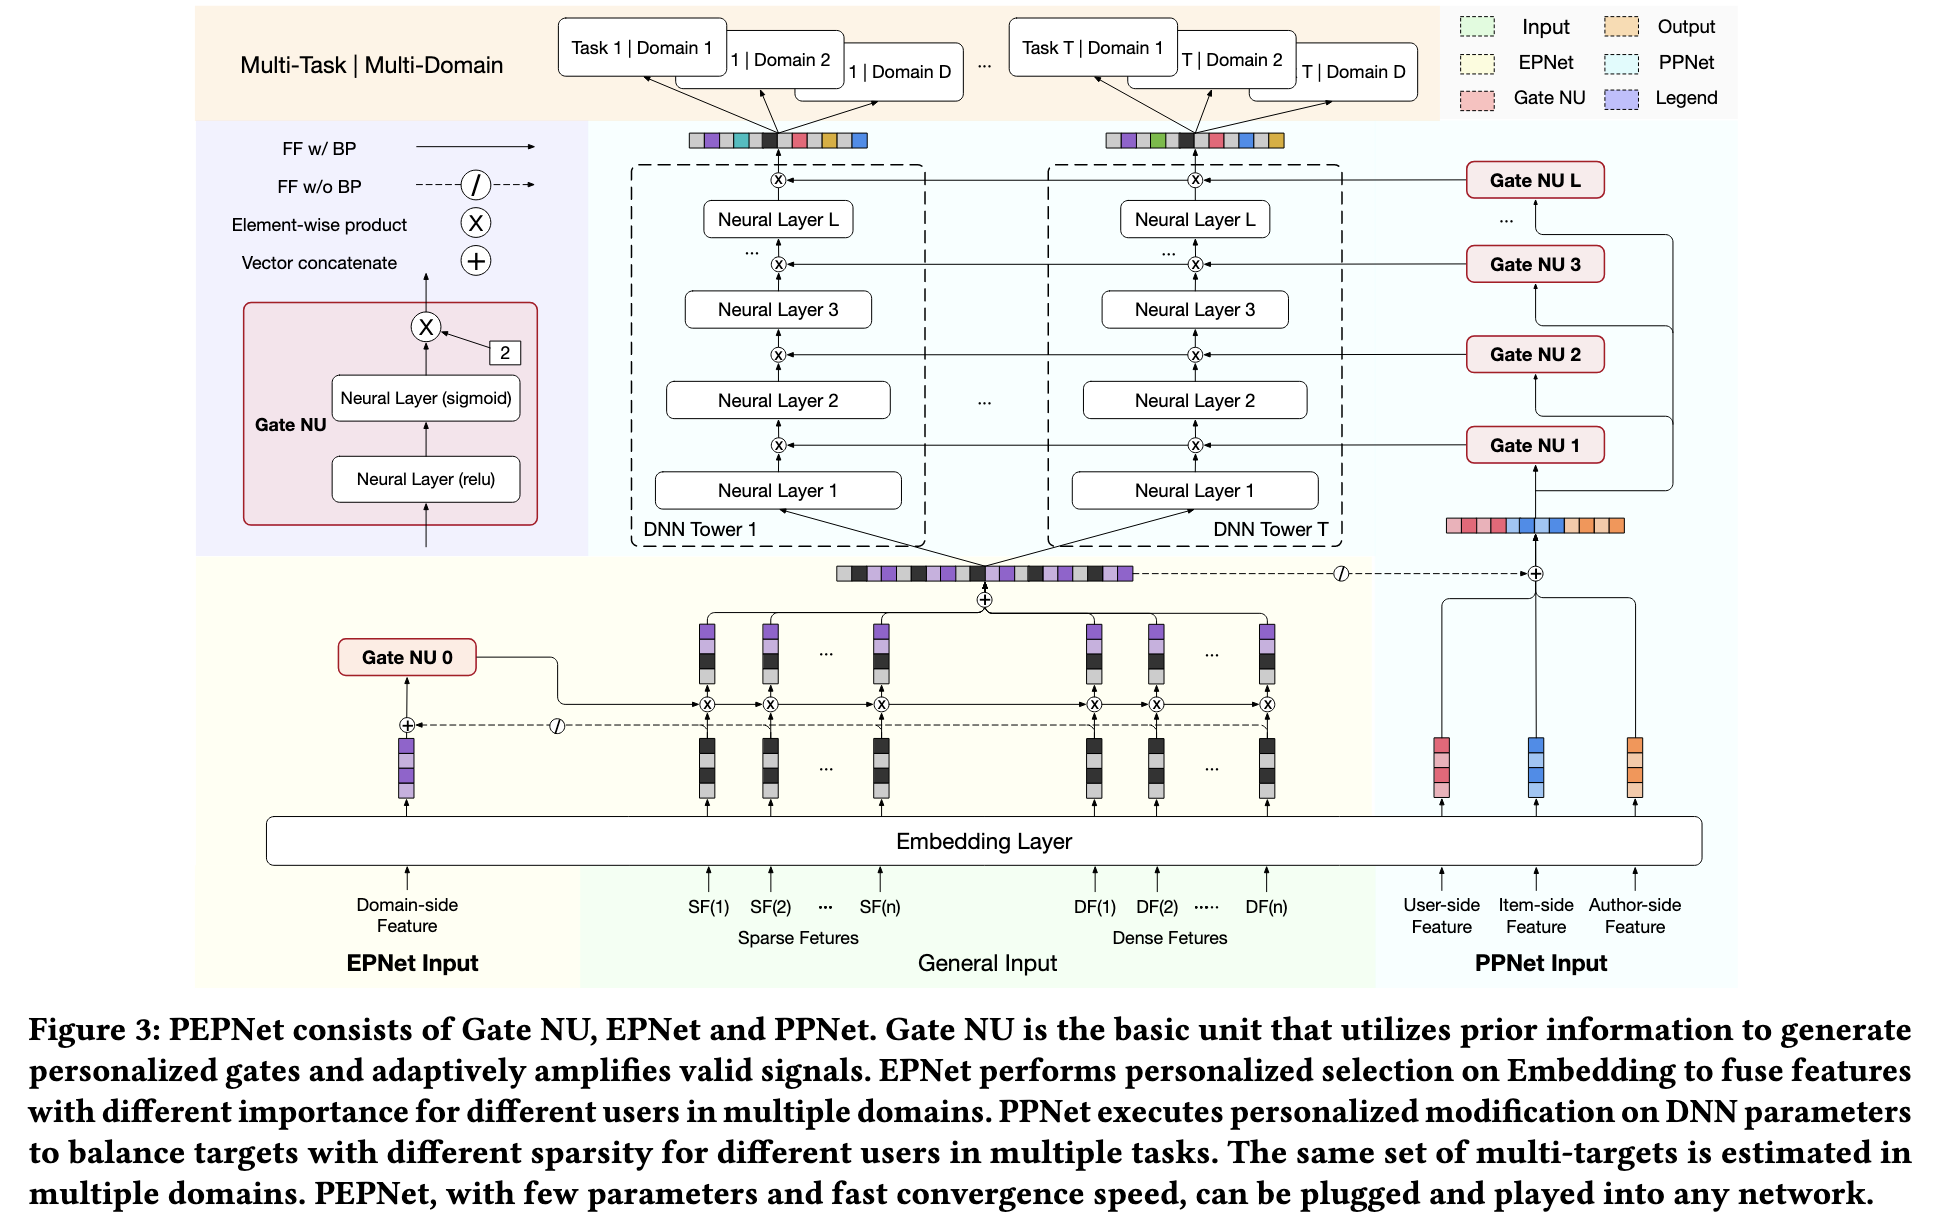 Multi-Task | Multi-Domain
Task 1 | Domain 1
1 | Domain 2
1 | Domain D
...
Task T | Domain 1
T | Domain 2
T | Domain D
Input
Output
EPNet
PPNet
Gate NU
Legend
FF w/ BP
FF w/o BP
/
Element-wise product
X
Vector concatenate
+
X
2
Neural Layer (sigmoid)
Gate NU
Neural Layer (relu)
x
Neural Layer L
...
x
Neural Layer 3
x
Neural Layer 2
x
Neural Layer 1
DNN Tower 1
...
x
Neural Layer L
...
x
Neural Layer 3
x
Neural Layer 2
x
Neural Layer 1
DNN Tower T
Gate NU L
...
Gate NU 3
Gate NU 2
Gate NU 1
/
+
+
Gate NU 0
... ...
x x x x x x
+ /
... ...
Embedding Layer
Domain-side
Feature
EPNet Input
SF(1) SF(2) ... SF(n)
Sparse Fetures
DF(1) DF(2) ..... DF(n)
Dense Fetures
General Input
User-side
Feature
Item-side
Feature
Author-side
Feature
PPNet Input
Figure 3: PEPNet consists of Gate NU, EPNet and PPNet. Gate NU is the basic unit that utilizes prior information to generate
personalized gates and adaptively amplifies valid signals. EPNet performs personalized selection on Embedding to fuse features
with different importance for different users in multiple domains. PPNet executes personalized modification on DNN parameters
to balance targets with different sparsity for different users in multiple tasks. The same set of multi-targets is estimated in
multiple domains. PEPNet, with few parameters and fast convergence speed, can be plugged and played into any network.